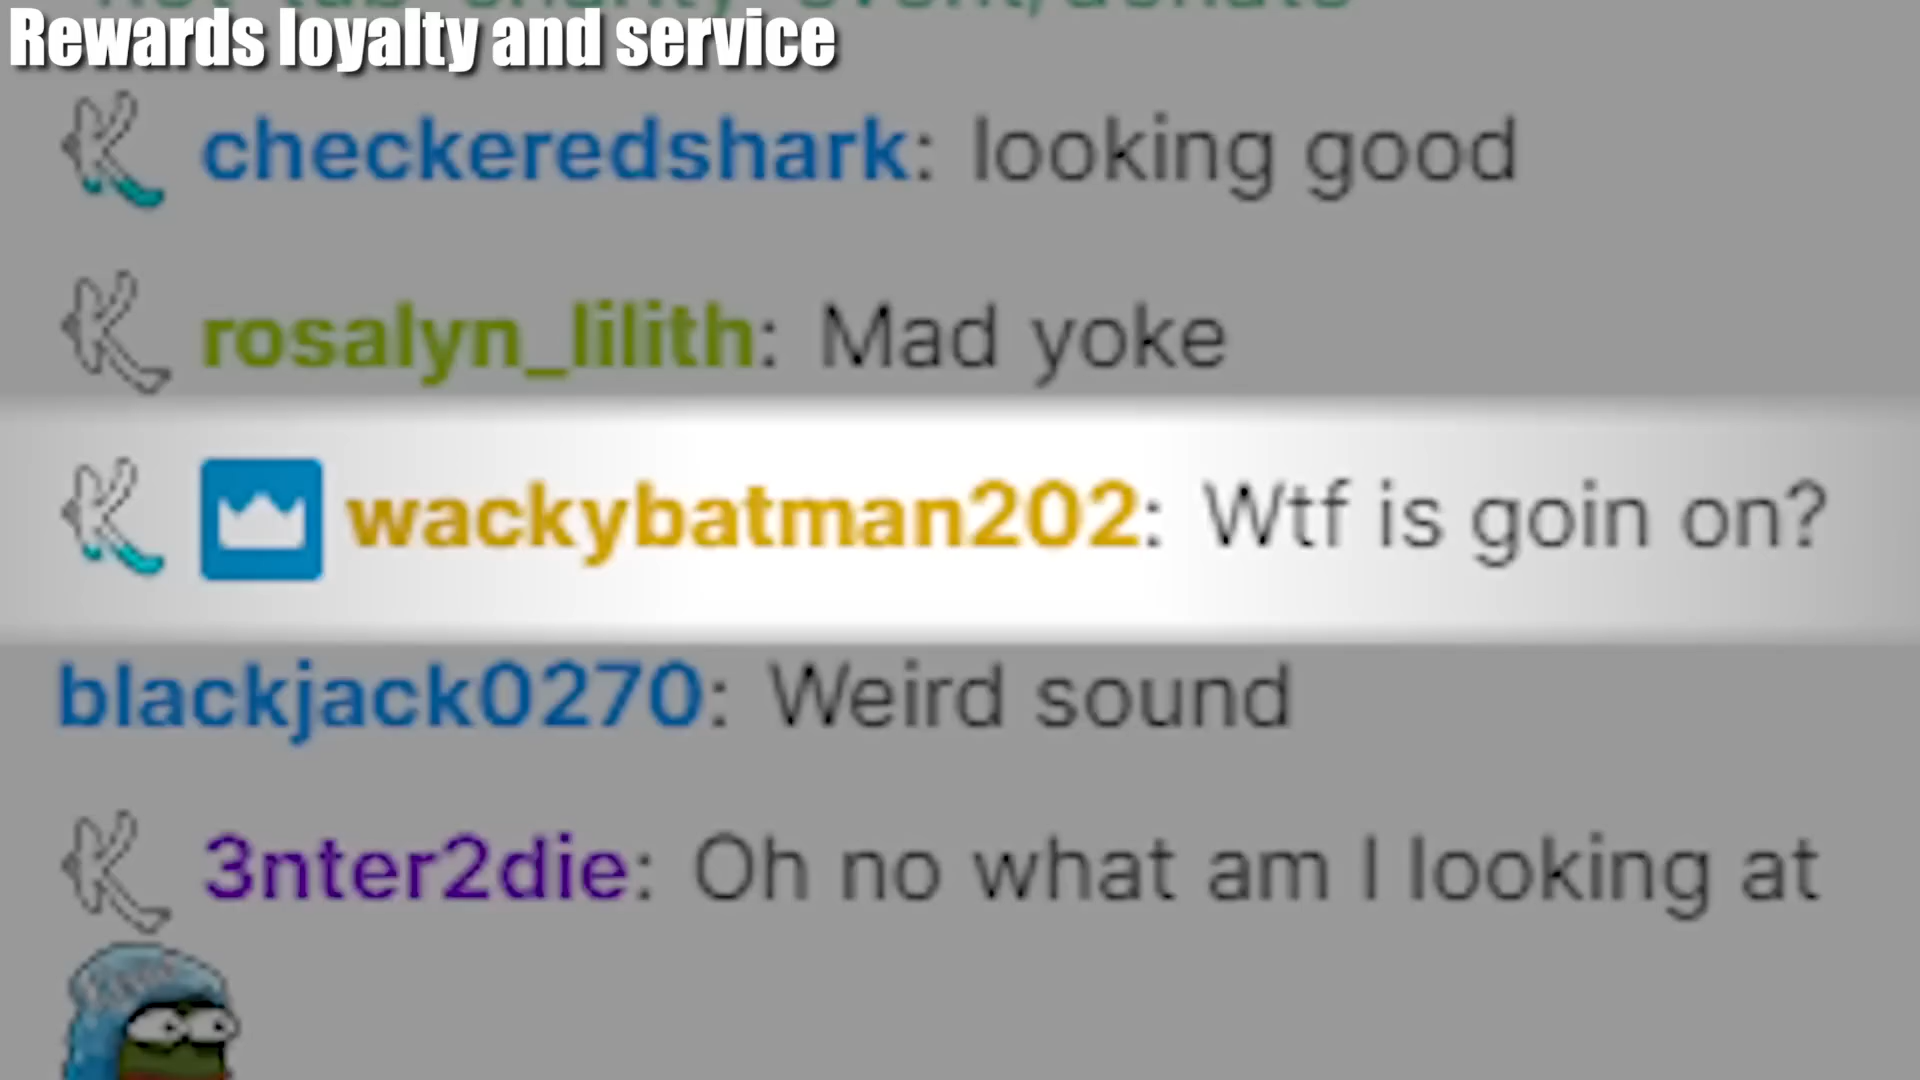 Rewards loyalty and service
checkeredshark: looking good
rosalyn_lilith: Mad yoke
wackybatman202: Wtf is goin on?
blackjack0270: Weird sound
3nter2die: Oh no what am I looking at